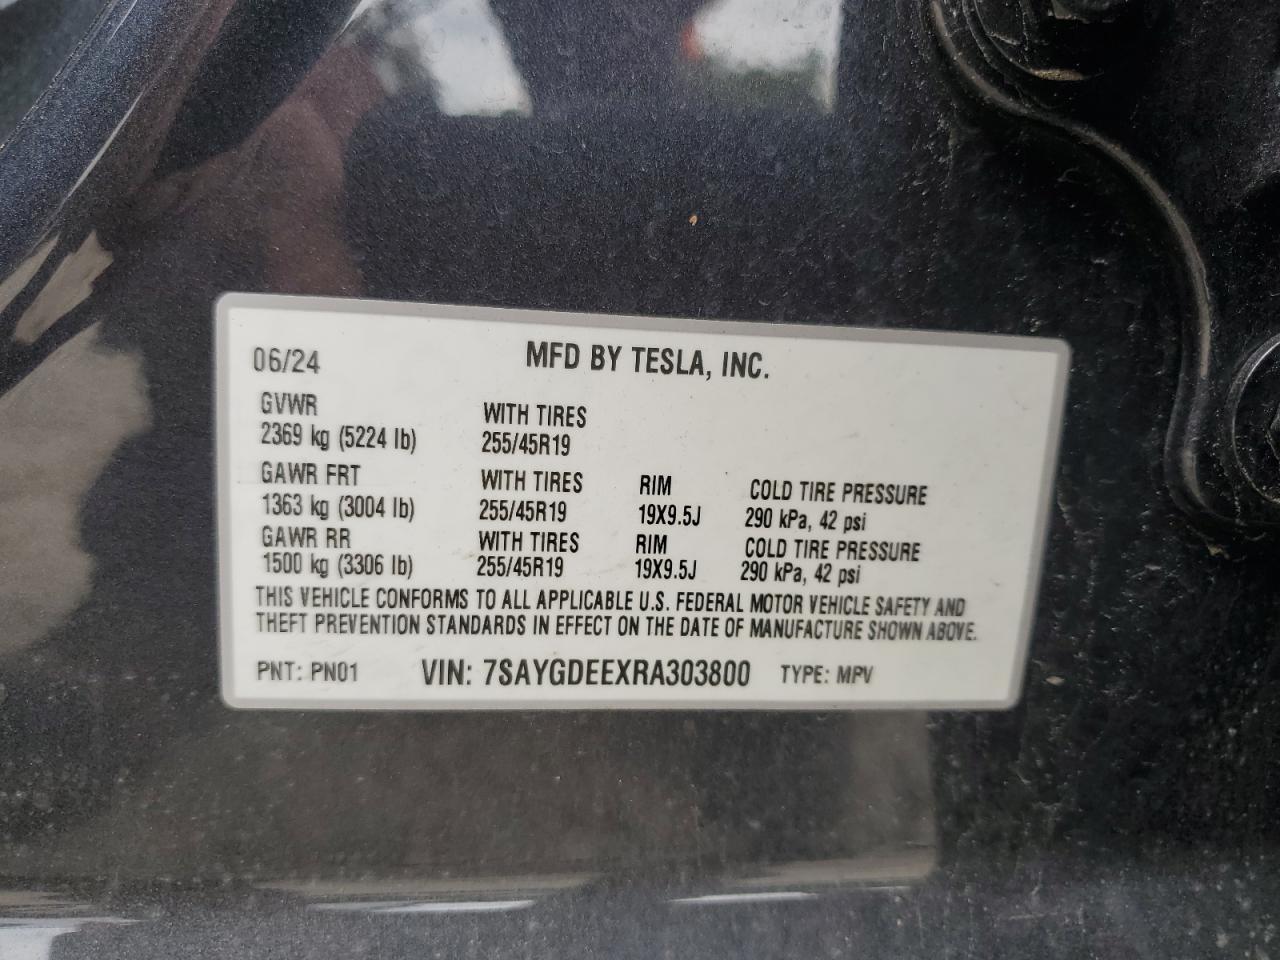 06/24 MFD BY TESLA, INC.
GVWR WITH TIRES
2369 kg (5224 lb) 255/45R19
GAWR FRT WITH TIRES RIM COLD TIRE PRESSURE
1363 kg (3004 lb) 255/45R19 19X9.5J 290 kPa, 42 psi
GAWR RR WITH TIRES RIM COLD TIRE PRESSURE
1500 kg (3306 lb) 255/45R19 19X9.5J 290 kPa, 42 psi
THIS VEHICLE CONFORMS TO ALL APPLICABLE U.S. FEDERAL MOTOR VEHICLE SAFETY AND
THEFT PREVENTION STANDARDS IN EFFECT ON THE DATE OF MANUFACTURE SHOWN ABOVE.
PNT: PN01 VIN: 7SAYGDEEXRA303800 TYPE: MPV